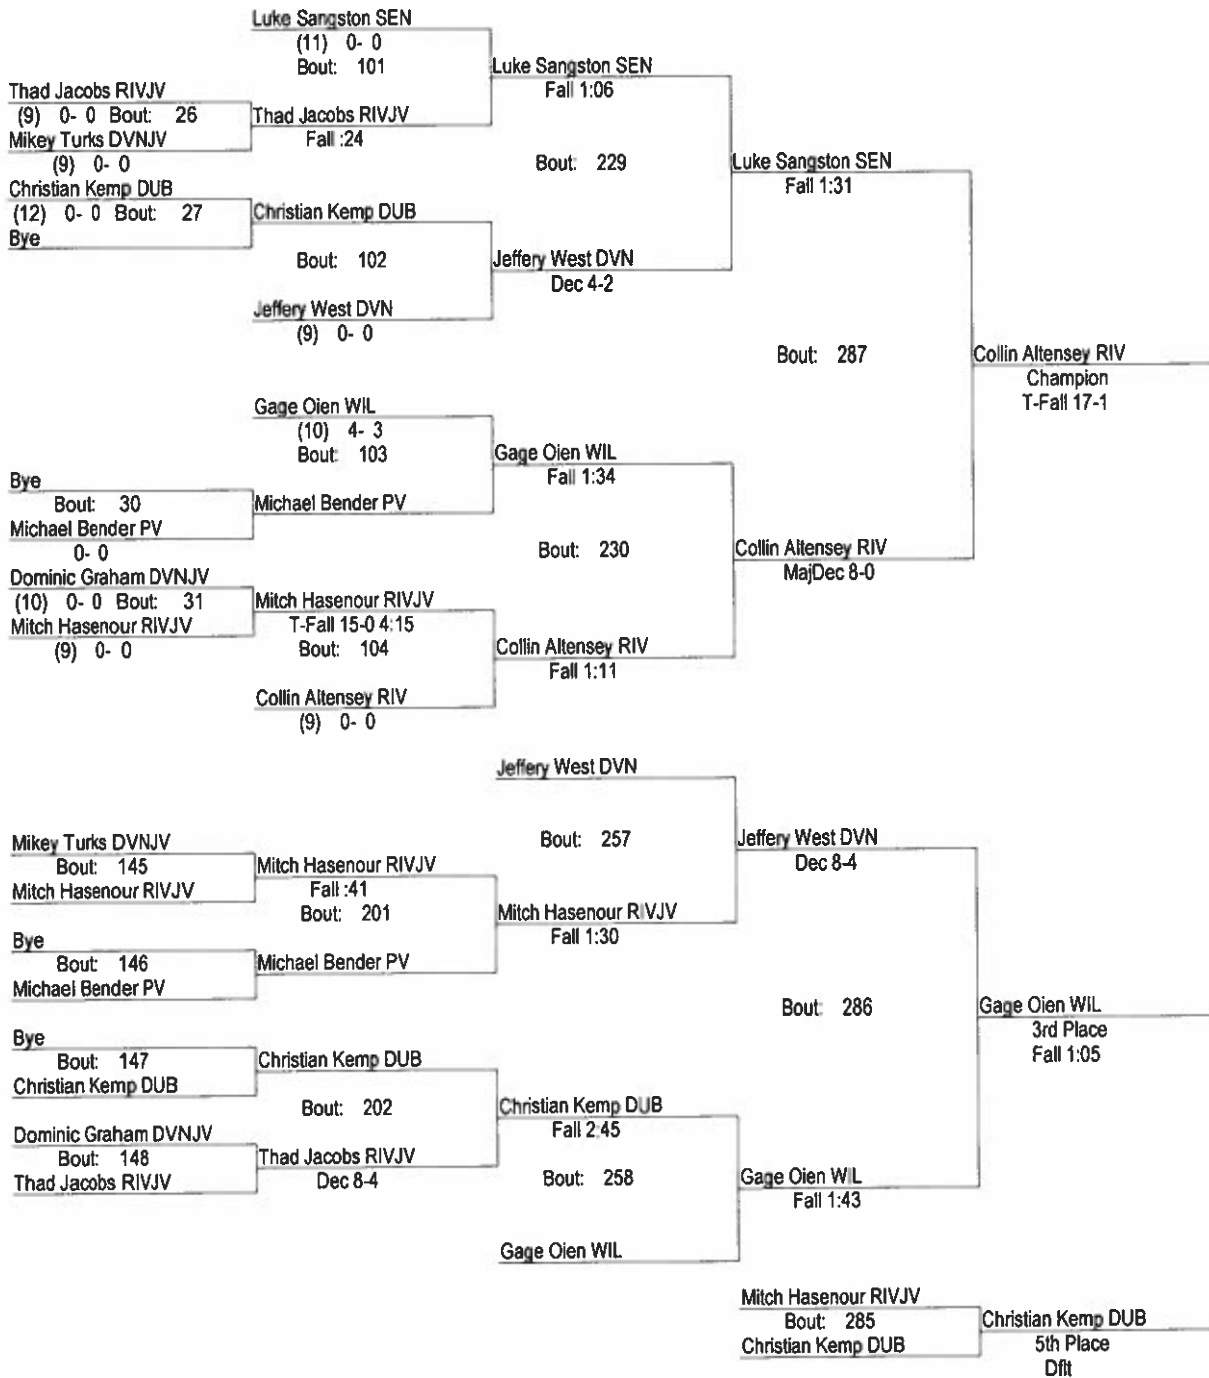 Luke Sangston SEN
(11) 0- 0
Bout: 101
Luke Sangston SEN
Fall 1:06
Thad Jacobs RIVJV
(9) 0- 0 Bout: 26
Thad Jacobs RIVJV
Fall :24
Mikey Turks DVNJV
(9) 0- 0
Bout: 229
Luke Sangston SEN
Fall 1:31
Christian Kemp DUB
(12) 0- 0 Bout: 27
Christian Kemp DUB
Bye
Bout: 102
Jeffery West DVN
Dec 4-2
Jeffery West DVN
(9) 0- 0
Bout: 287
Collin Altensey RIV
Champion
T-Fall 17-1
Gage Oien WIL
(10) 4- 3
Bout: 103
Gage Oien WIL
Fall 1:34
Bye
Bout: 30
Michael Bender PV
Michael Bender PV
0- 0
Bout: 230
Collin Altensey RIV
MajDec 8-0
Dominic Graham DVNJV
(10) 0- 0 Bout: 31
Mitch Hasenour RIVJV
T-Fall 15-0 4:15
Mitch Hasenour RIVJV
(9) 0- 0
Bout: 104
Collin Altensey RIV
Fall 1:11
Collin Altensey RIV
(9) 0- 0
Jeffery West DVN
Bout: 257
Jeffery West DVN
Dec 8-4
Mikey Turks DVNJV
Bout: 145
Mitch Hasenour RIVJV
Mitch Hasenour RIVJV
Fall :41
Bout: 201
Mitch Hasenour RIVJV
Fall 1:30
Bye
Bout: 146
Michael Bender PV
Michael Bender PV
Bout: 286
Gage Oien WIL
3rd Place
Fall 1:05
Bye
Bout: 147
Christian Kemp DUB
Christian Kemp DUB
Bout: 202
Christian Kemp DUB
Fall 2:45
Dominic Graham DVNJV
Bout: 148
Thad Jacobs RIVJV
Thad Jacobs RIVJV
Dec 8-4
Bout: 258
Gage Oien WIL
Fall 1:43
Gage Oien WIL
Mitch Hasenour RIVJV
Bout: 285
Christian Kemp DUB
Christian Kemp DUB
5th Place
Dflt